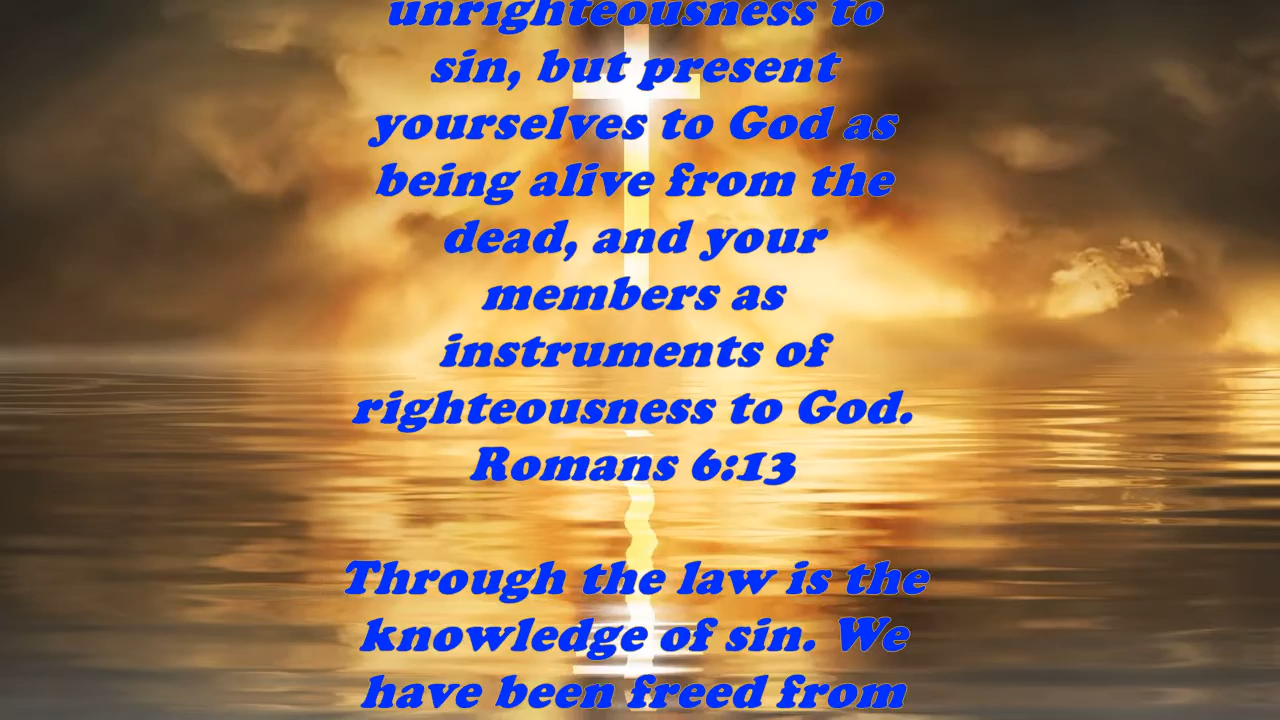 unrighteousness to
sin, but present
yourselves to God as
being alive from the
dead, and your
members as
instruments of
righteousness to God.
Romans 6:13
Through the law is the
knowledge of sin. We
have been freed from